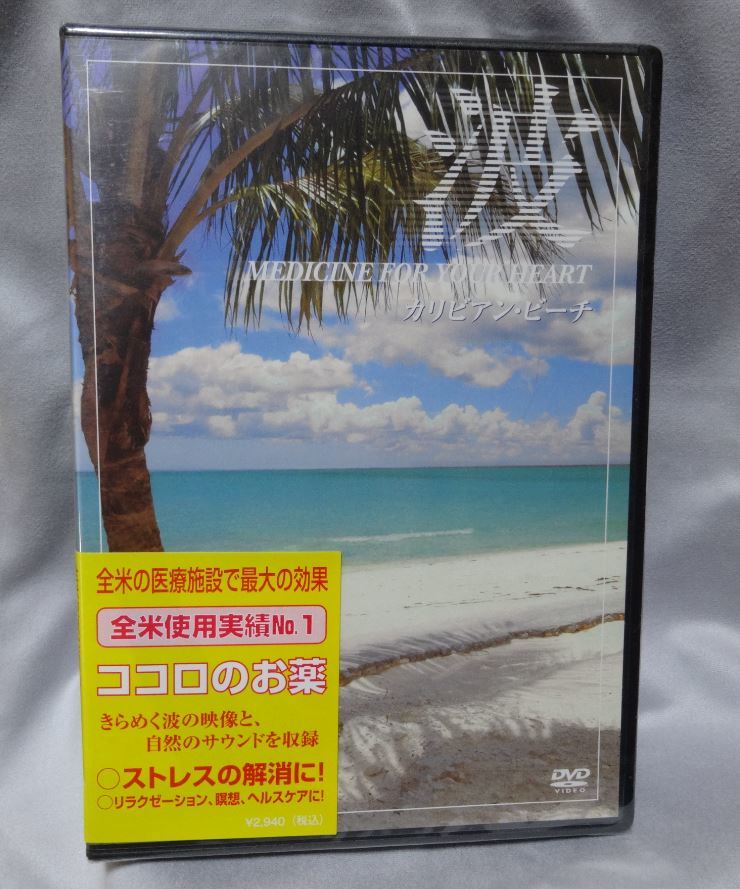 波
MEDICINE FOR YOUR HEART
カリビアン・ビーチ
全米の医療施設で最大の効果
全米使用実績No.1
ココロのお薬
きらめく波の映像と、
自然のサウンドを収録
○ストレスの解消に!
○リラクゼーション、瞑想、ヘルスケアに!
¥2,940(税込)
DVD
VIDEO